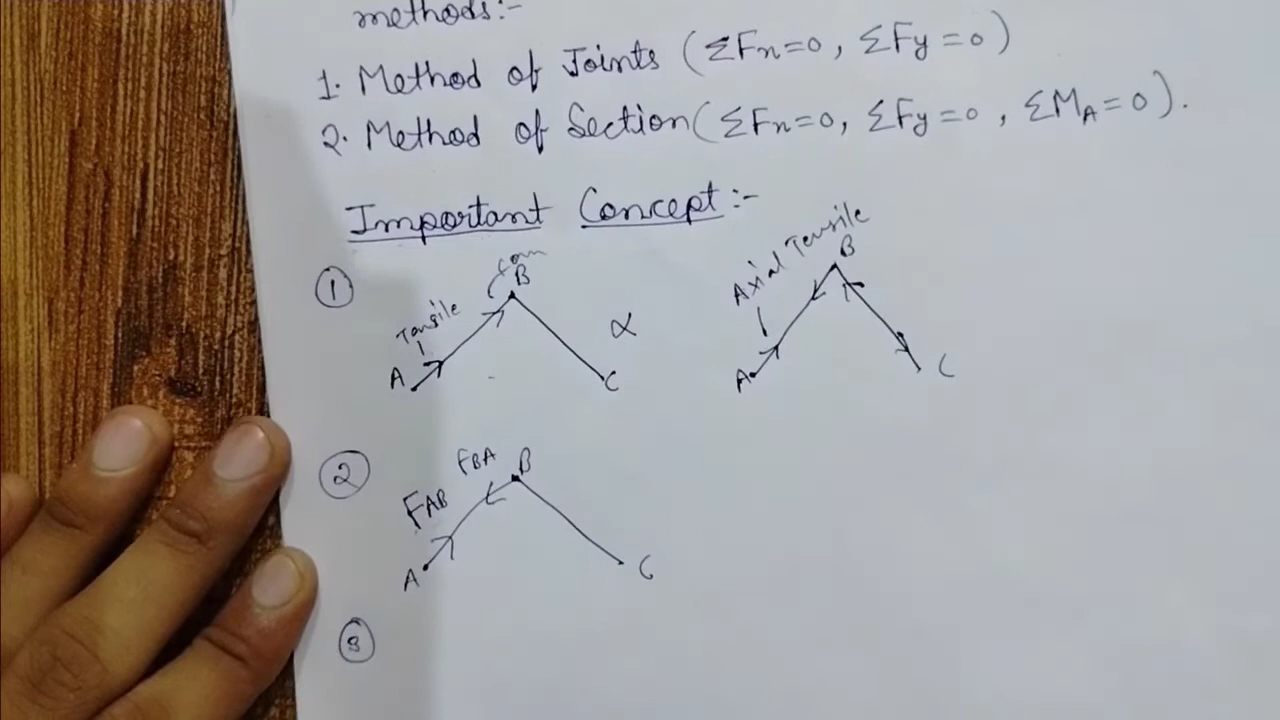 methods:-
1. Method of Joints (ΣFx=0, ΣFy=0)
2. Method of Section (ΣFx=0, ΣFy=0, ΣMA=0).
Important Concept:-
①
Tensile
Com
B
A
C
α
Axial Tensile
B
A
C
②
FAB
FBA
B
A
C
③